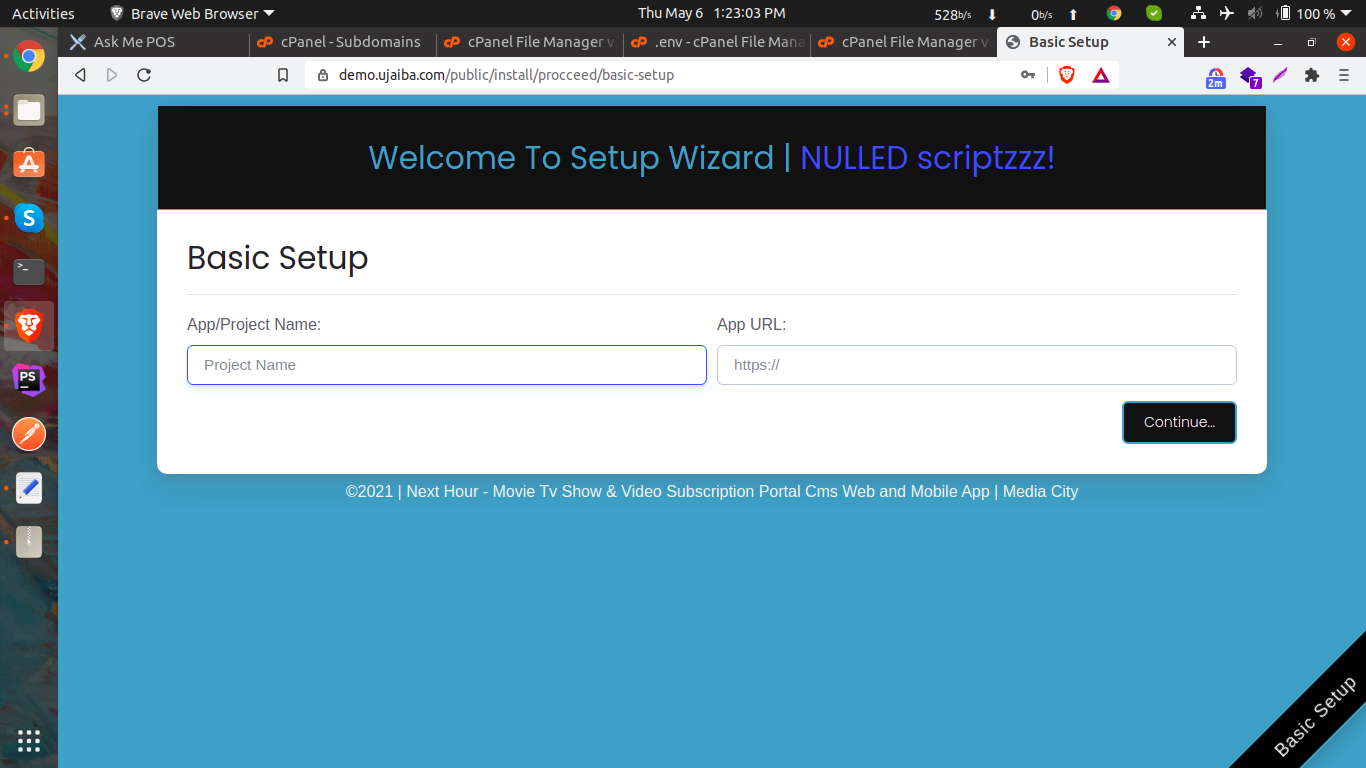 Activities Brave Web Browser Thu May 6 1:23:03 PM 528b/s 0b/s 100 %
Ask Me POS cPanel - Subdomains cPanel File Manager v .env - cPanel File Mana cPanel File Manager v Basic Setup
demo.ujaiba.com/public/install/procceed/basic-setup 2m 7
Welcome To Setup Wizard | NULLED scriptzzz!
Basic Setup
App/Project Name: App URL:
Project Name https://
Continue...
©2021 | Next Hour - Movie Tv Show & Video Subscription Portal Cms Web and Mobile App | Media City
PS
Basic Setup